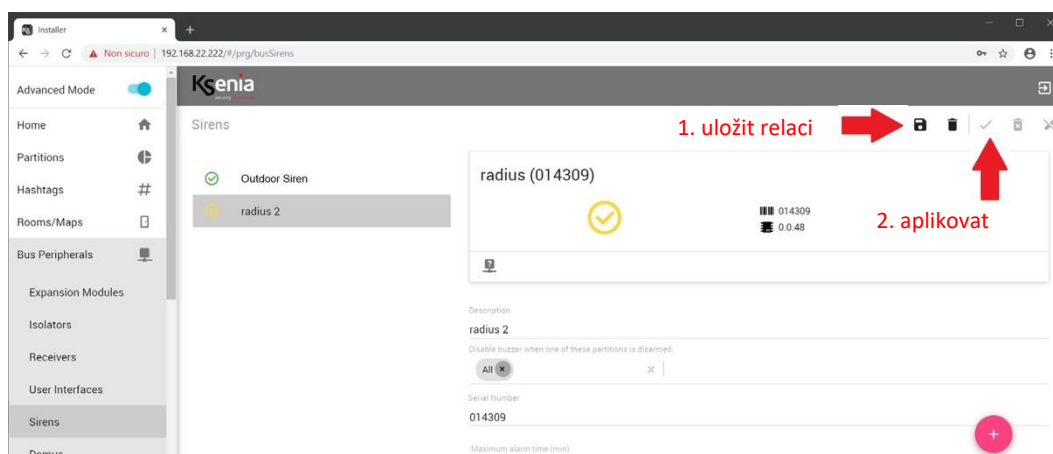 Installer
Non sicuro | 192.168.22.222/#/prg/busSirens
Advanced Mode
Ksenia
Home
Sirens
1. uložit relaci
Partitions
Hashtags
Rooms/Maps
Bus Peripherals
Expansion Modules
Isolators
Receivers
User Interfaces
Sirens
Domus
Outdoor Siren
radius 2
radius (014309)
014309
0.0.48
2. aplikovat
Description
radius 2
Disable buzzer when one of these partitions is disarmed:
All
Serial Number
014309
Maximum alarm time (min)